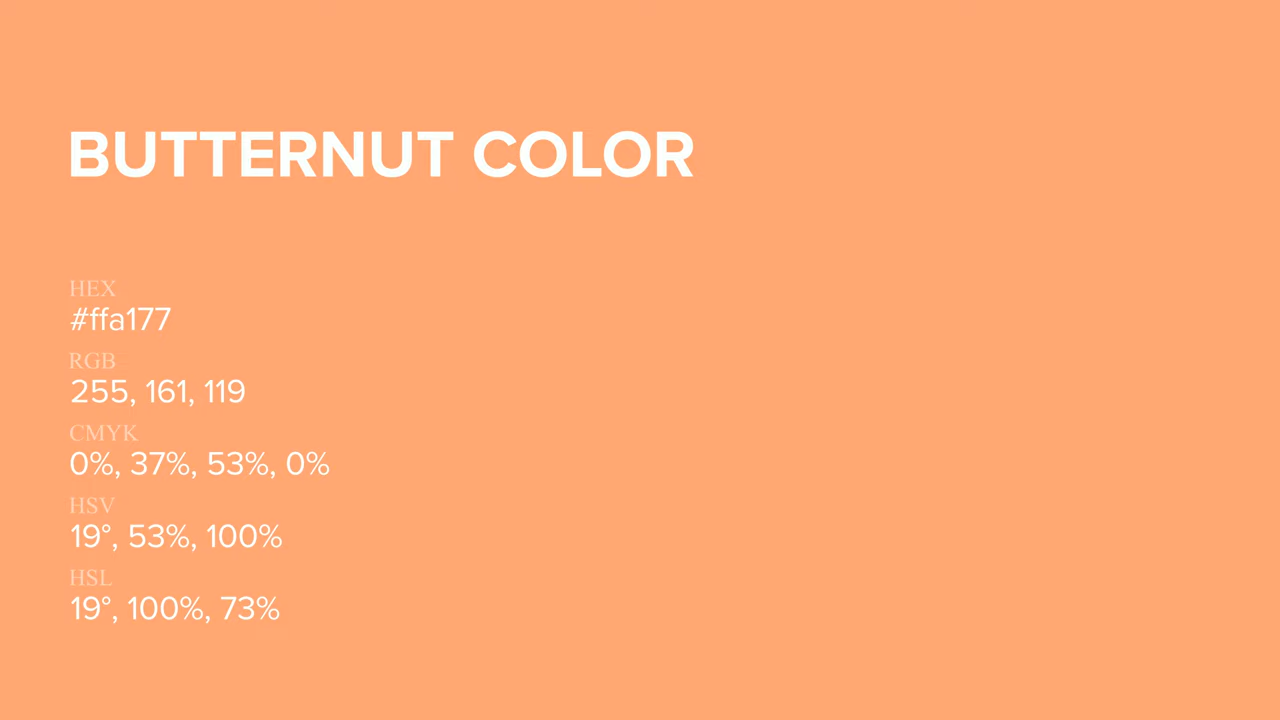 BUTTERNUT COLOR
HEX
#ffa177
RGB
255, 161, 119
CMYK
0%, 37%, 53%, 0%
HSV
19°, 53%, 100%
HSL
19°, 100%, 73%